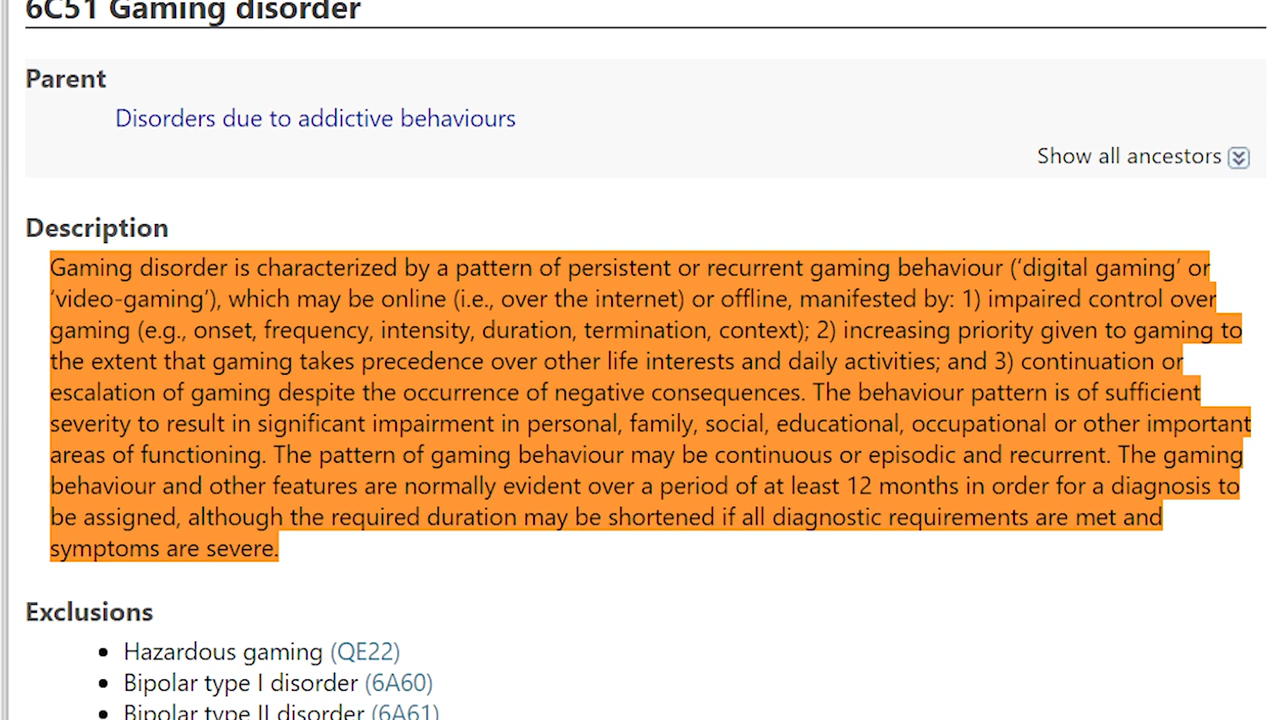 6C51 Gaming disorder
Parent
Disorders due to addictive behaviours
Show all ancestors
Description
Gaming disorder is characterized by a pattern of persistent or recurrent gaming behaviour (‘digital gaming’ or
‘video-gaming’), which may be online (i.e., over the internet) or offline, manifested by: 1) impaired control over
gaming (e.g., onset, frequency, intensity, duration, termination, context); 2) increasing priority given to gaming to
the extent that gaming takes precedence over other life interests and daily activities; and 3) continuation or
escalation of gaming despite the occurrence of negative consequences. The behaviour pattern is of sufficient
severity to result in significant impairment in personal, family, social, educational, occupational or other important
areas of functioning. The pattern of gaming behaviour may be continuous or episodic and recurrent. The gaming
behaviour and other features are normally evident over a period of at least 12 months in order for a diagnosis to
be assigned, although the required duration may be shortened if all diagnostic requirements are met and
symptoms are severe.
Exclusions
• Hazardous gaming (QE22)
• Bipolar type I disorder (6A60)
• Bipolar type II disorder (6A61)